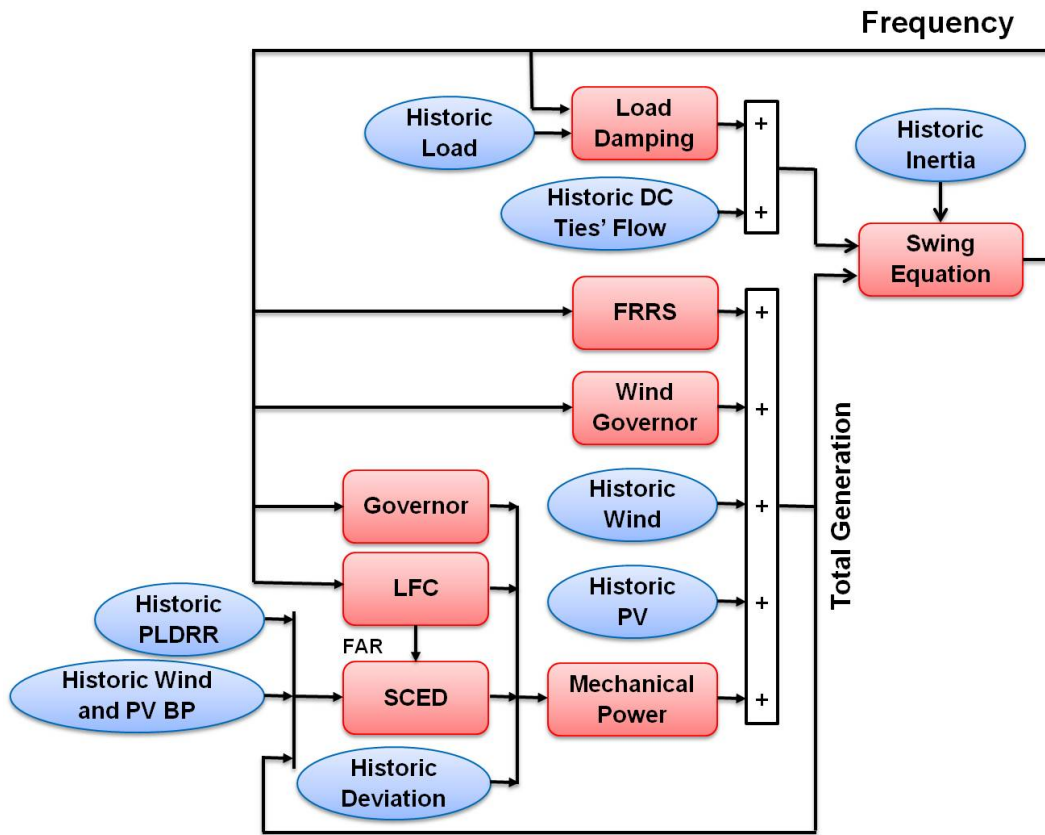 Frequency
Historic
Load
Load
Damping
+
Historic
Inertia
Historic DC
Ties' Flow
+
Swing
Equation
FRRS
+
Wind
Governor
+
Total Generation
Governor
Historic
Wind
+
LFC
Historic
PV
+
Historic
PLDRR
FAR
Historic Wind
and PV BP
SCED
Mechanical
Power
+
Historic
Deviation